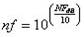 nf = 10^(NF_dB/10)